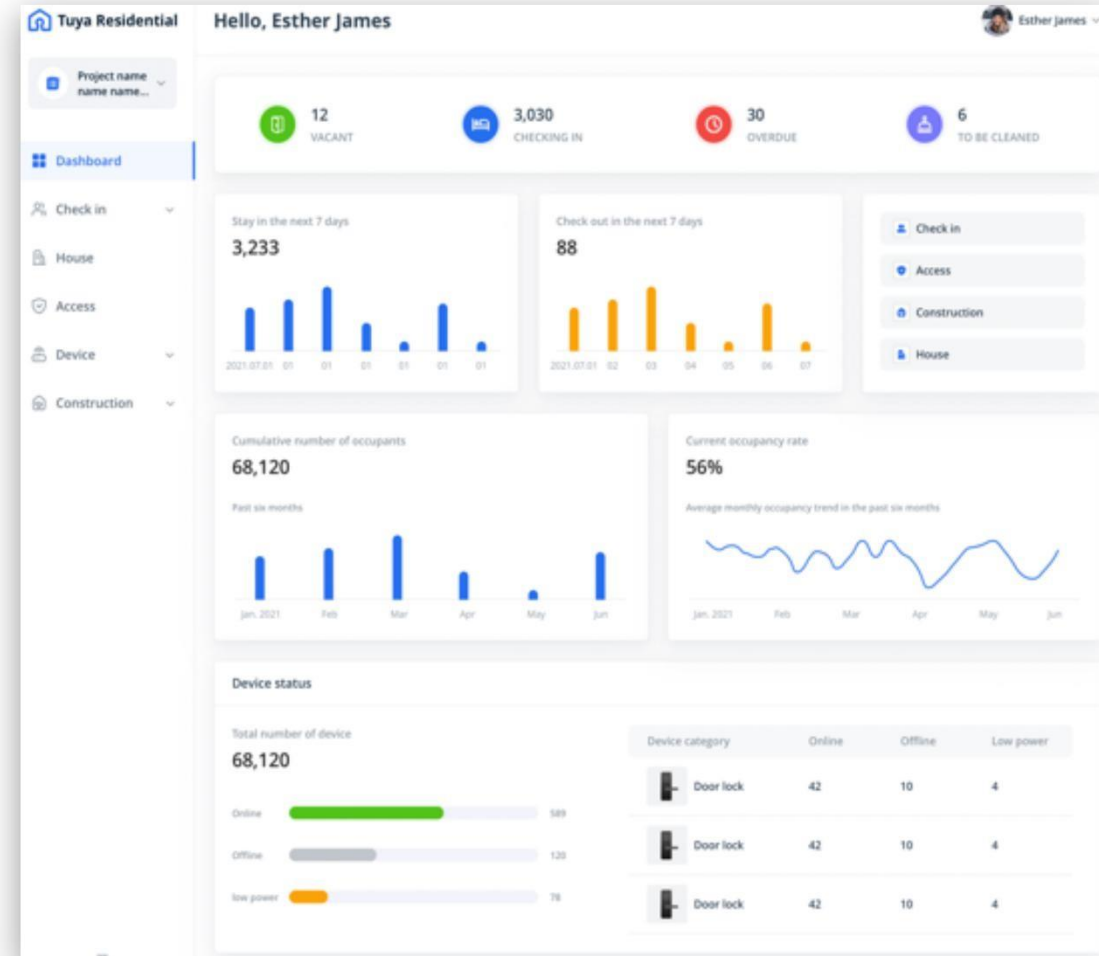 Tuya Residential
Hello, Esther James
Esther James
Project name
name name...
12
VACANT
3,030
CHECKING IN
30
OVERDUE
6
TO BE CLEANED
Dashboard
Check in
House
Access
Device
Construction
Stay in the next 7 days
3,233
2021.07.01 01 01 01 01 01 01
Check out in the next 7 days
88
2021.07.01 02 03 04 05 06 07
Check in
Access
Construction
House
Cumulative number of occupants
68,120
Past six months
Jan. 2021 Feb Mar Apr May Jun
Current occupancy rate
56%
Average monthly occupancy trend in the past six months
Jan. 2021 Feb Mar Apr May Jun
Device status
Total number of device
68,120
Online 589
Offline 120
low power 78
Device category Online Offline Low power
Door lock 42 10 4
Door lock 42 10 4
Door lock 42 10 4